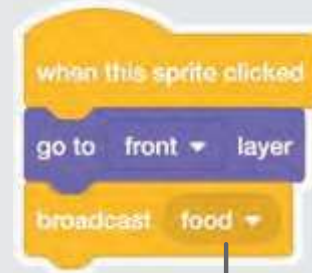 when this sprite clicked
go to front layer
broadcast food